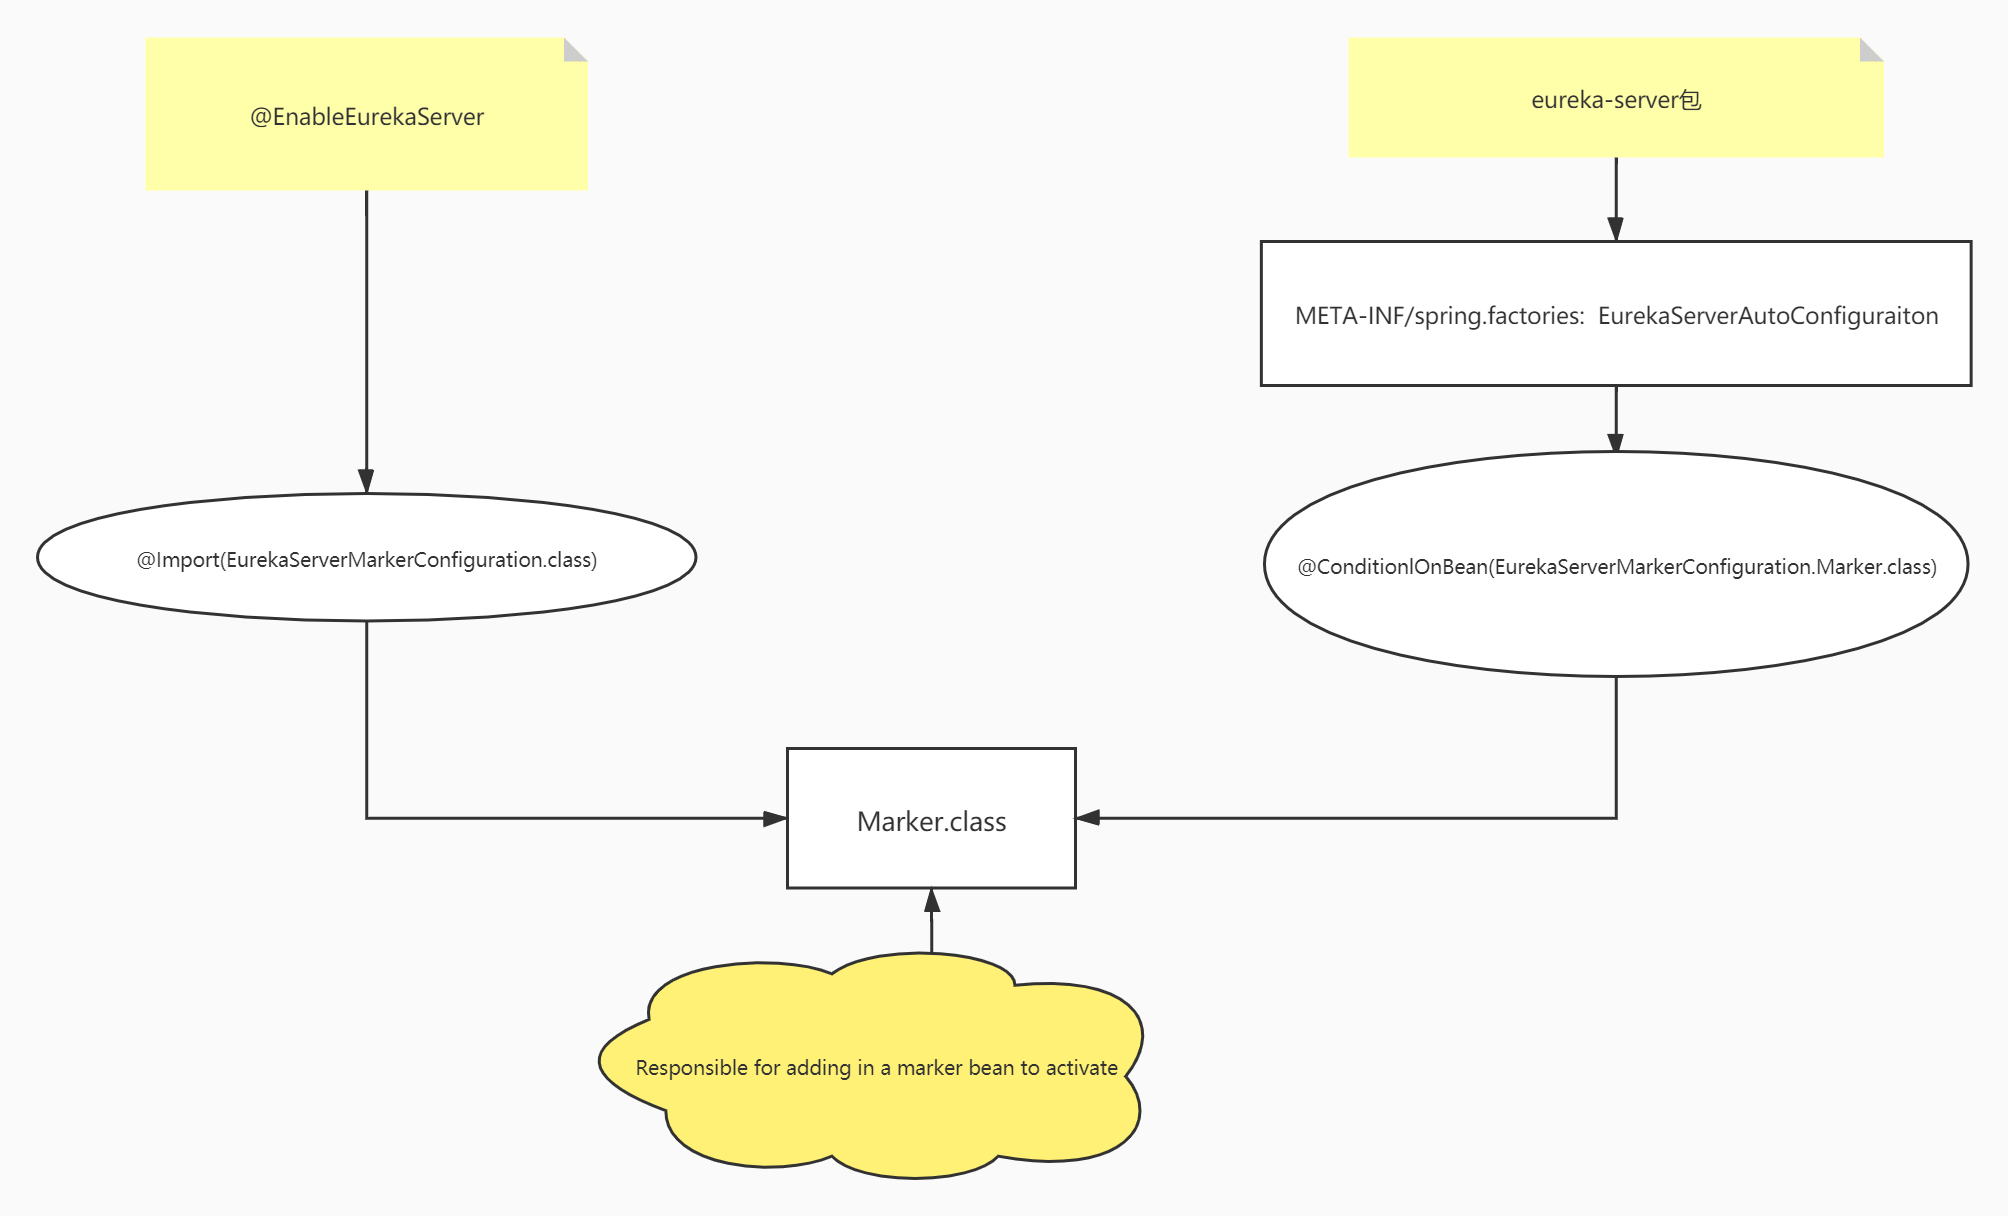 @EnableEurekaServer
eureka-server包
META-INF/spring.factories:  EurekaServerAutoConfiguraiton
@Import(EurekaServerMarkerConfiguration.class)
@ConditionlOnBean(EurekaServerMarkerConfiguration.Marker.class)
Marker.class
Responsible for adding in a marker bean to activate